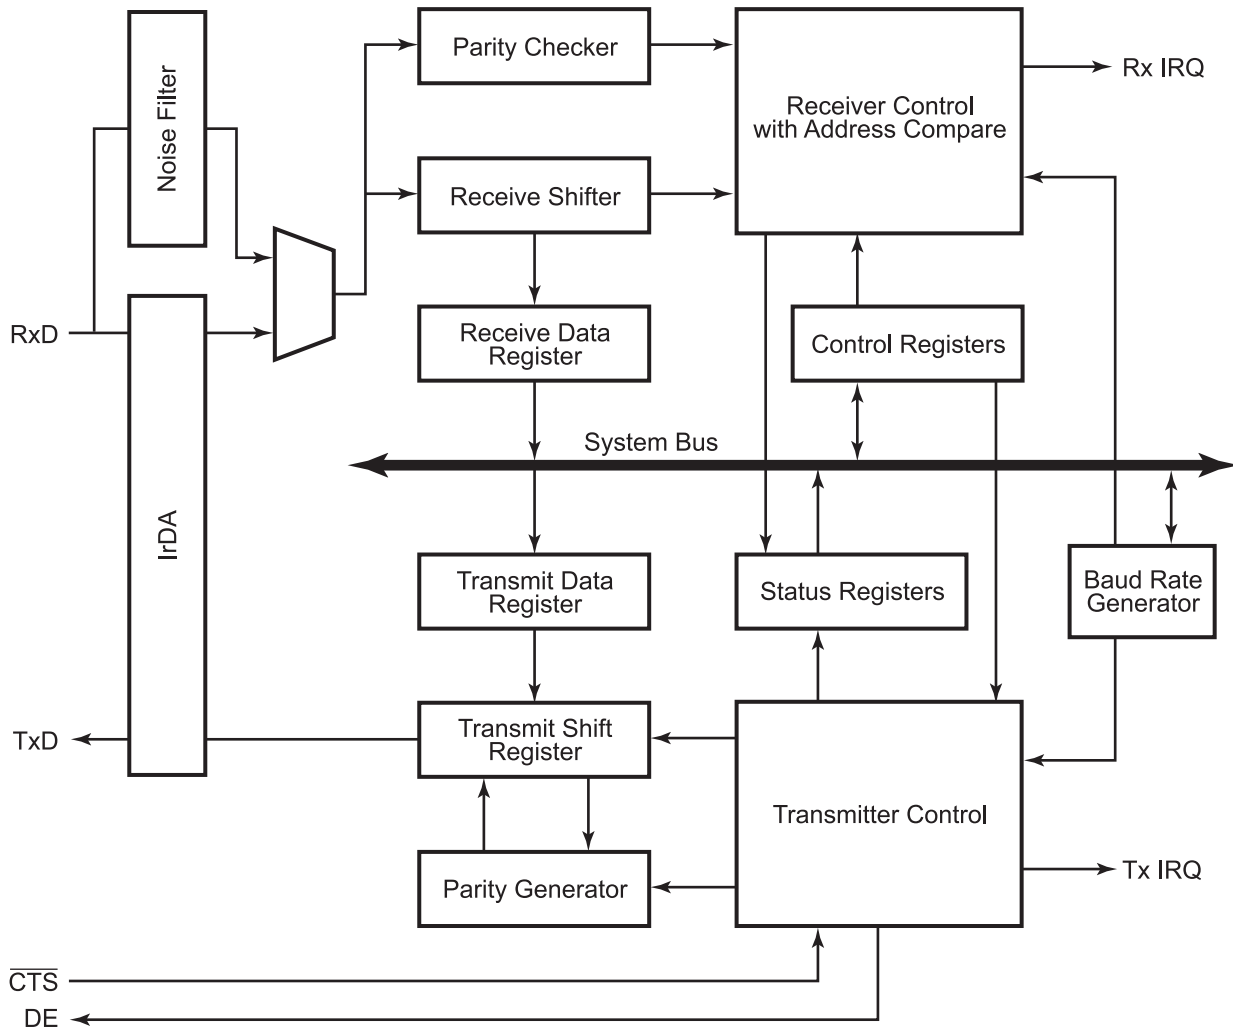 Noise Filter
Parity Checker
Receiver Control
with Address Compare
Rx IRQ
Receive Shifter
RxD
Receive Data
Register
Control Registers
System Bus
IrDA
Transmit Data
Register
Status Registers
Baud Rate
Generator
TxD
Transmit Shift
Register
Transmitter Control
Parity Generator
Tx IRQ
C̅T̅S̅
DE